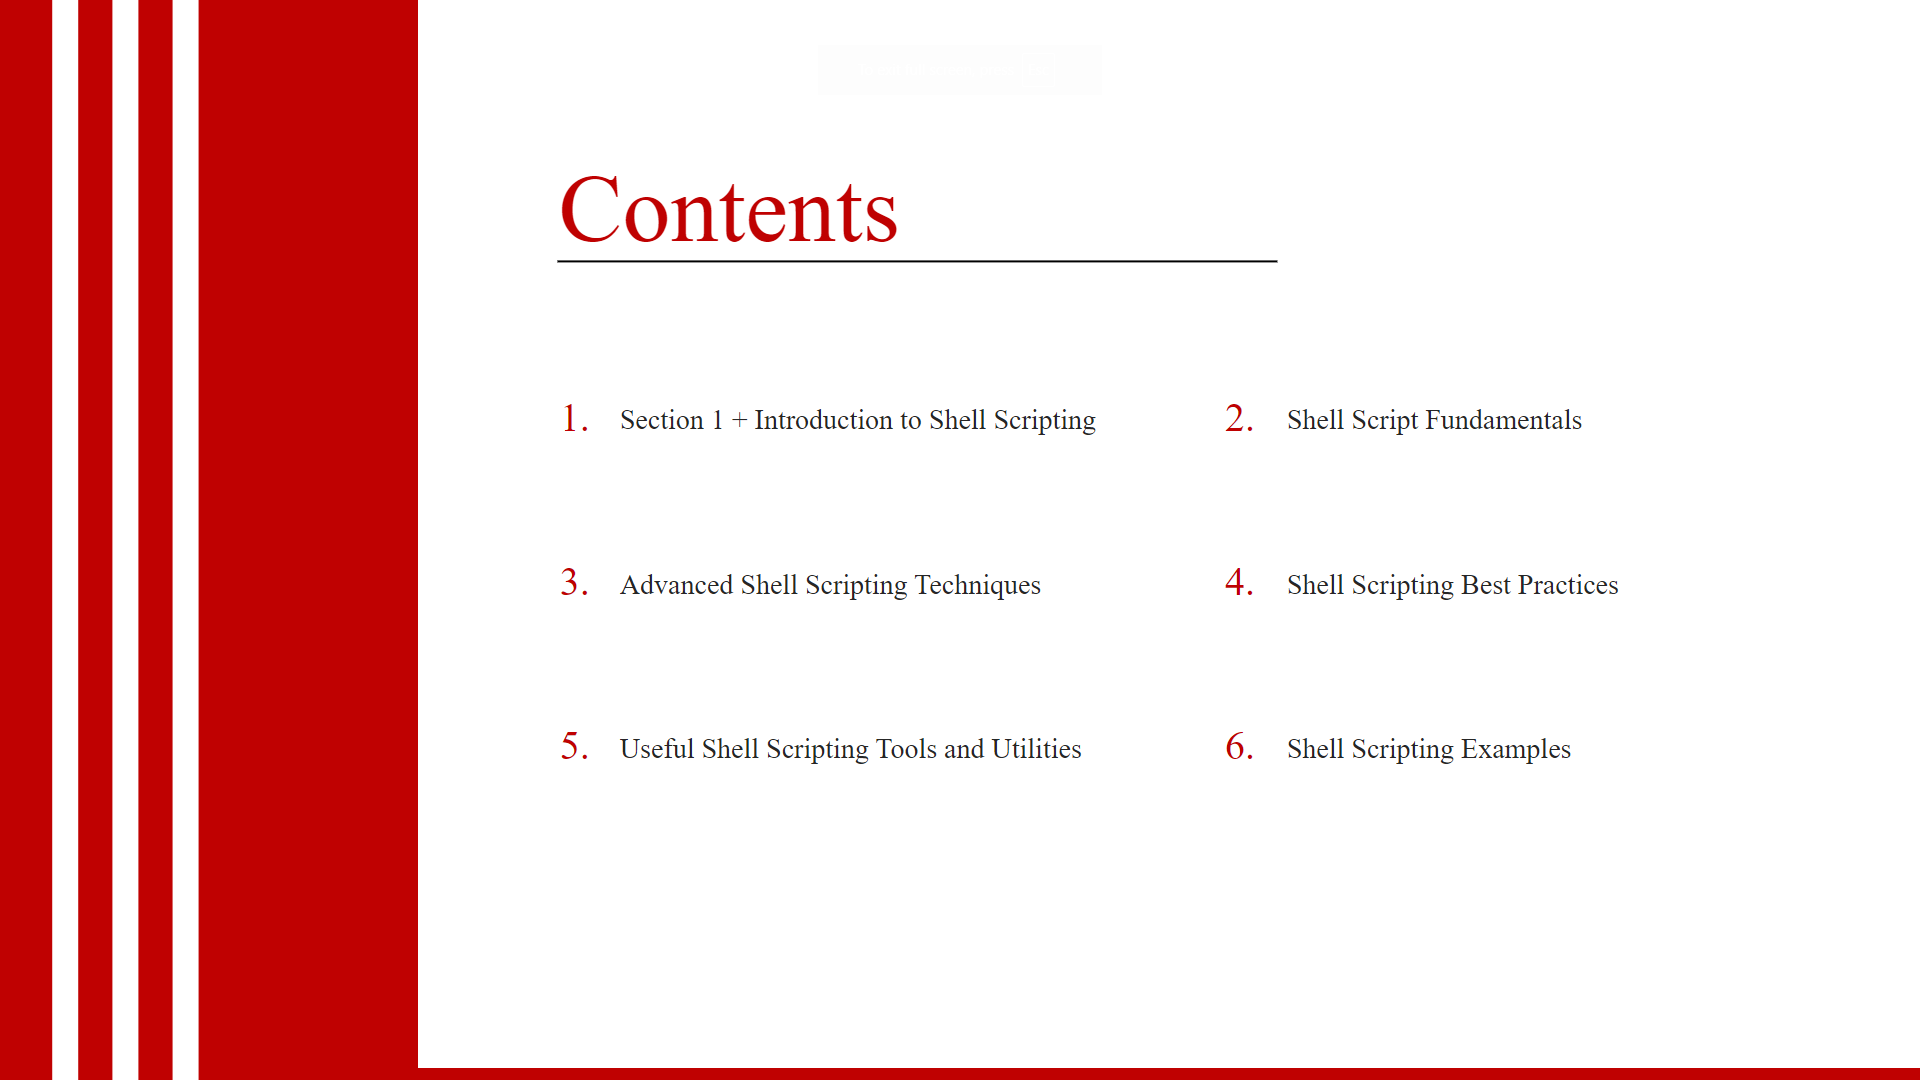 Contents
1. Section 1 + Introduction to Shell Scripting
2. Shell Script Fundamentals
3. Advanced Shell Scripting Techniques
4. Shell Scripting Best Practices
5. Useful Shell Scripting Tools and Utilities
6. Shell Scripting Examples